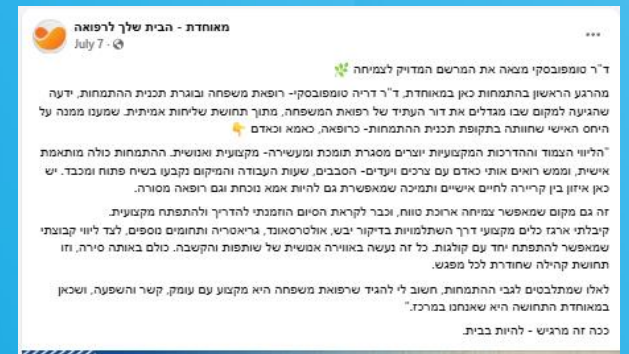 מאוחדת - הבית שלך לרפואה
July 7
ד"ר טומפובסקי מצאה את המרשם המדויק לצמיחה 🌿
מהרגע הראשון בהתמחות כאן במאוחדת, ד"ר דריה טומפובסקי- רופאת משפחה ובוגרת תכנית ההתמחות, ידעה
שהגיעה למקום שבו מגדלים את דור העתיד של רפואת המשפחה, מתוך תחושת שליחות אמיתית. שמענו ממנה על
היחס האישי שחוותה בתקופת תכנית ההתמחות- כרופאה, כאמא וכאדם 👇
"הליווי הצמוד וההדרכות המקצועיות יוצרים מסגרת תומכת ומעשירה- מקצועית ואנושית. ההתמחות כולה מותאמת
אישית, וממש רואים אותי כאדם עם צרכים ויעדים- הסבבים, שעות העבודה והמיקום נקבעו בשיח פתוח ומכבד. יש
כאן איזון בין קריירה לחיים אישיים ותמיכה שמאפשרת גם להיות אמא נוכחת וגם רופאה מסורה.
זה גם מקום שמאפשר צמיחה ארוכת טווח, וכבר לקראת הסיום הוזמנתי להדריך ולהתפתח מקצועית.
קיבלתי ארגז כלים מקצועי דרך השתלמויות בדיקור יבש, אולטרסאונד, גריאטריה ותחומים נוספים, לצד ליווי קבוצתי
שמאפשר להתפתח יחד עם קולגות. כל זה נעשה באווירה אנושית של שותפות והקשבה. כולם באותה סירה, וזו
תחושת קהילה שחודרת לכל מפגש.
לאלו שמתלבטים לגבי ההתמחות, חשוב לי להגיד שרפואת משפחה היא מקצוע עם עומק, קשר והשפעה, ושכאן
במאוחדת התחושה היא שאנחנו במרכז."
ככה זה מרגיש - להיות בבית.